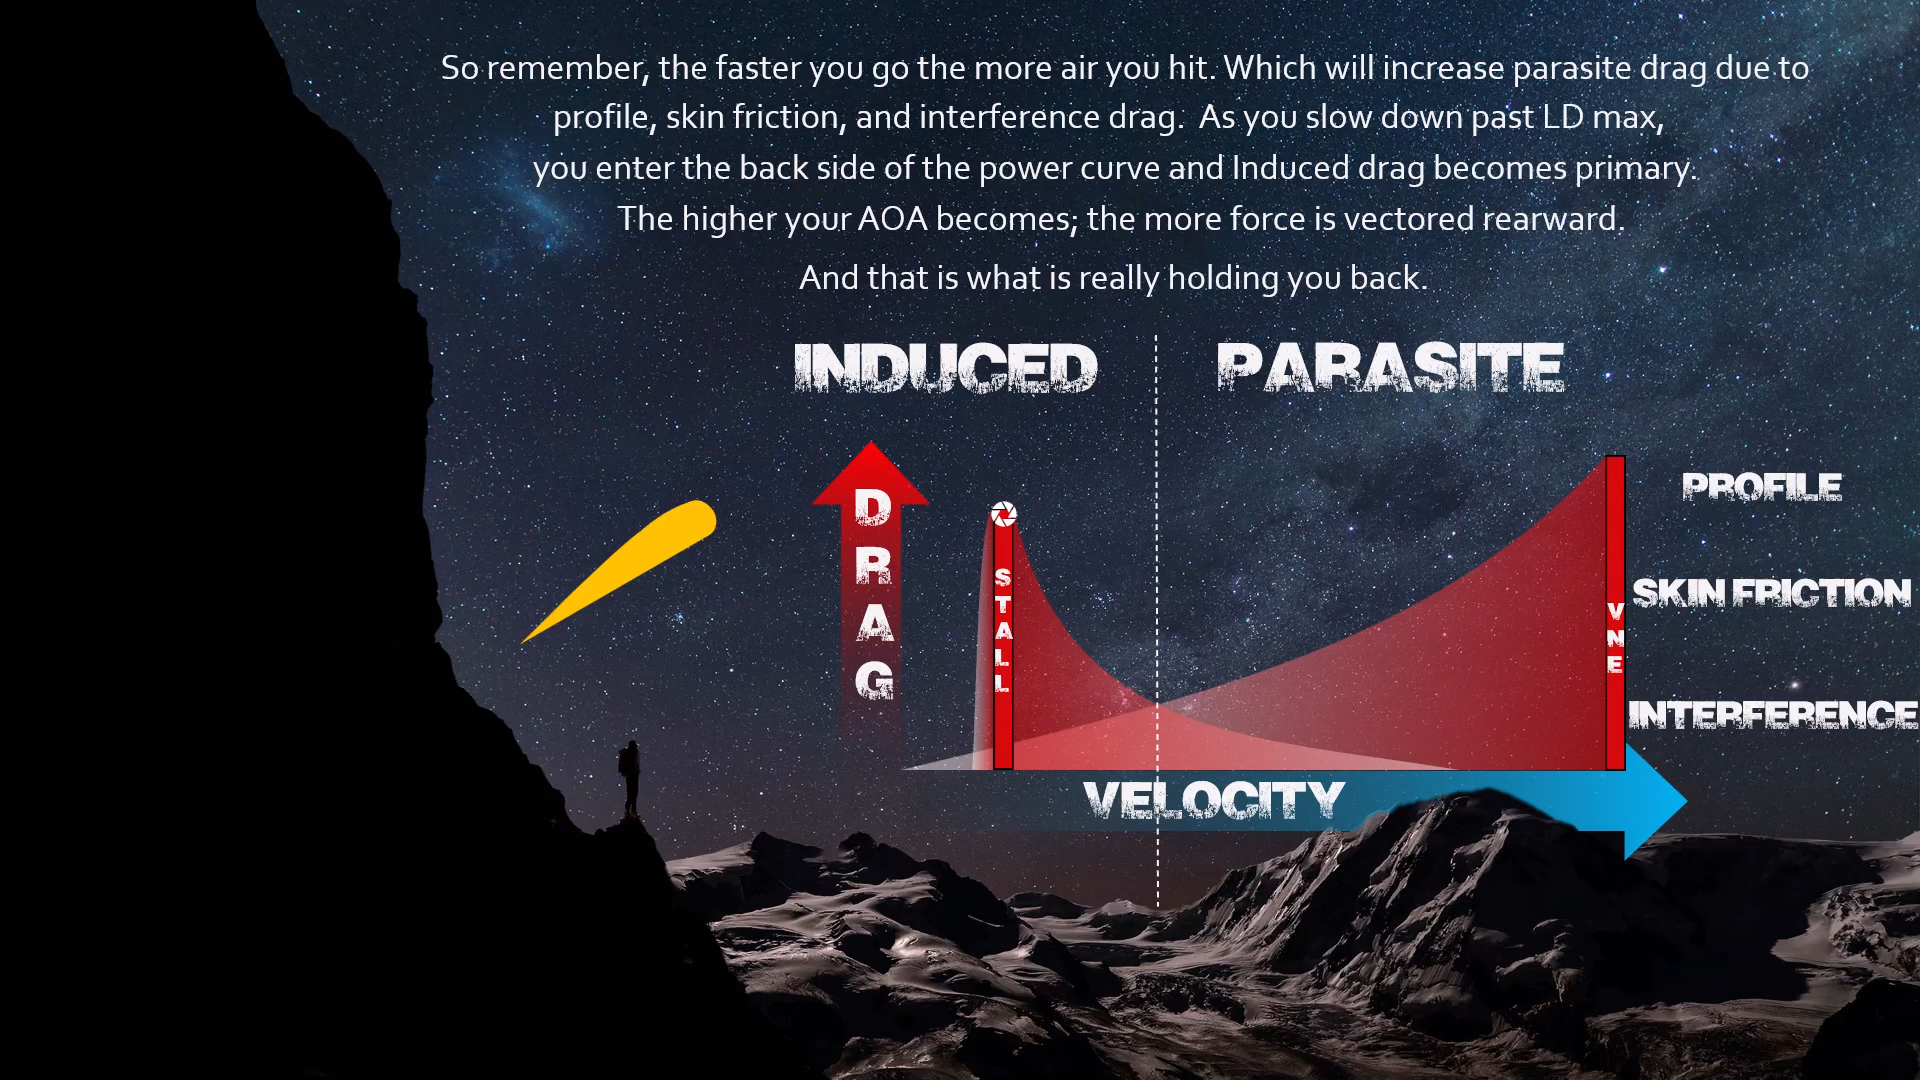 So remember, the faster you go the more air you hit. Which will increase parasite drag due to
profile, skin friction, and interference drag.  As you slow down past LD max,
you enter the back side of the power curve and Induced drag becomes primary.
The higher your AOA becomes; the more force is vectored rearward.
And that is what is really holding you back.
INDUCED
PARASITE
DRAG
STALL
VNE
PROFILE
SKIN FRICTION
INTERFERENCE
VELOCITY